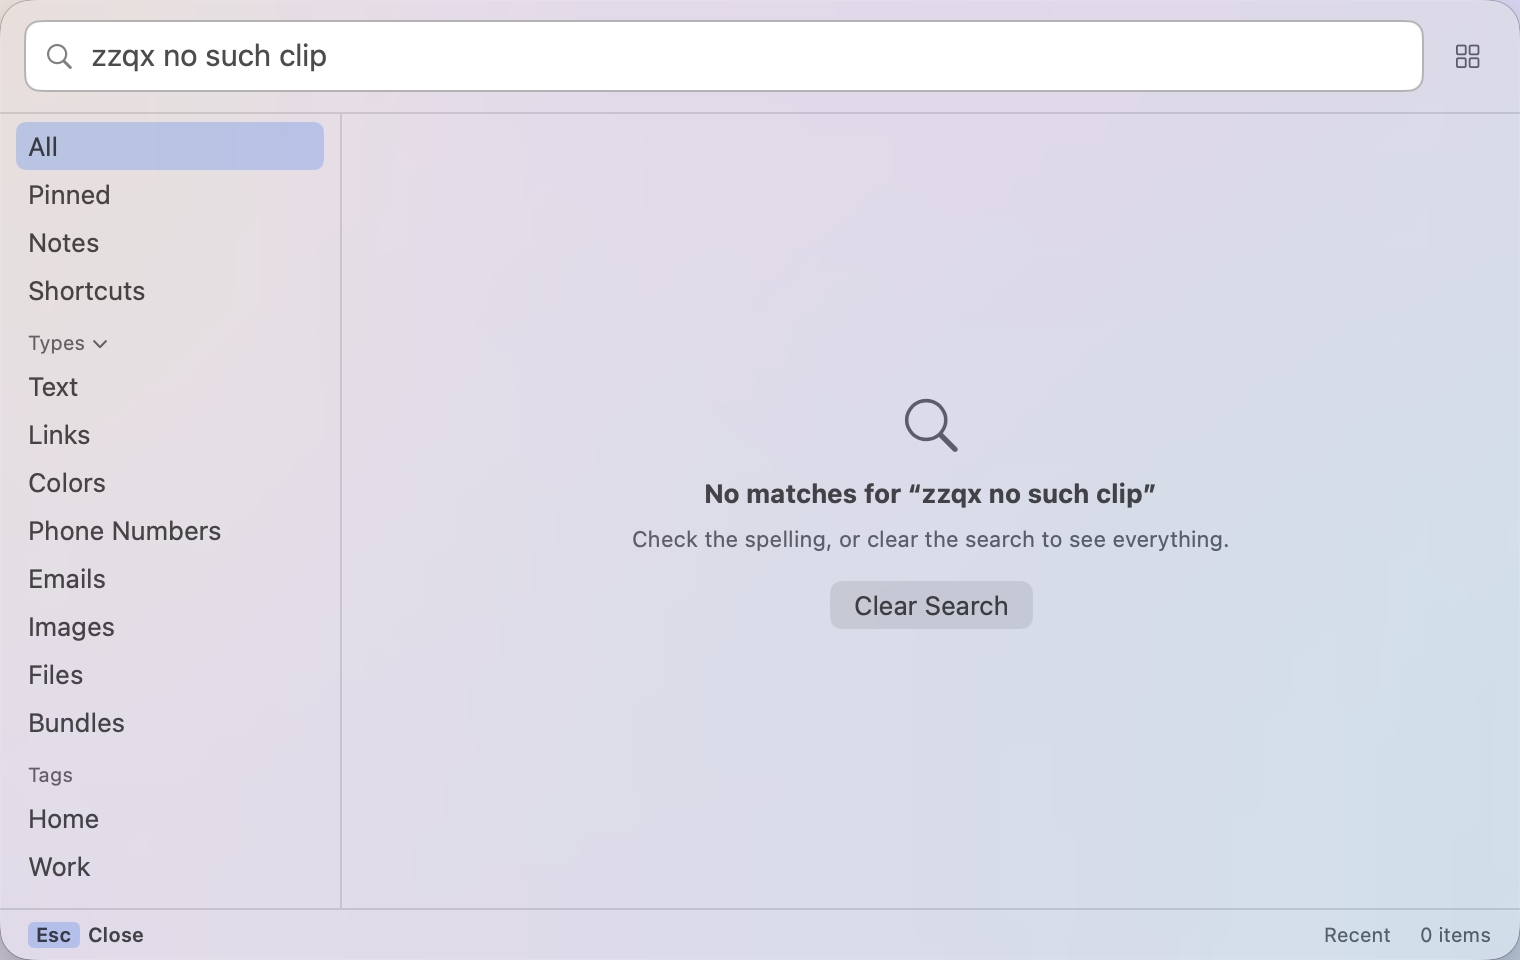 zzqx no such clip
All
Pinned
Notes
Shortcuts
Types
Text
Links
Colors
Phone Numbers
Emails
Images
Files
Bundles
Tags
Home
Work
No matches for “zzqx no such clip”
Check the spelling, or clear the search to see everything.
Clear Search
Esc Close
Recent 0 items